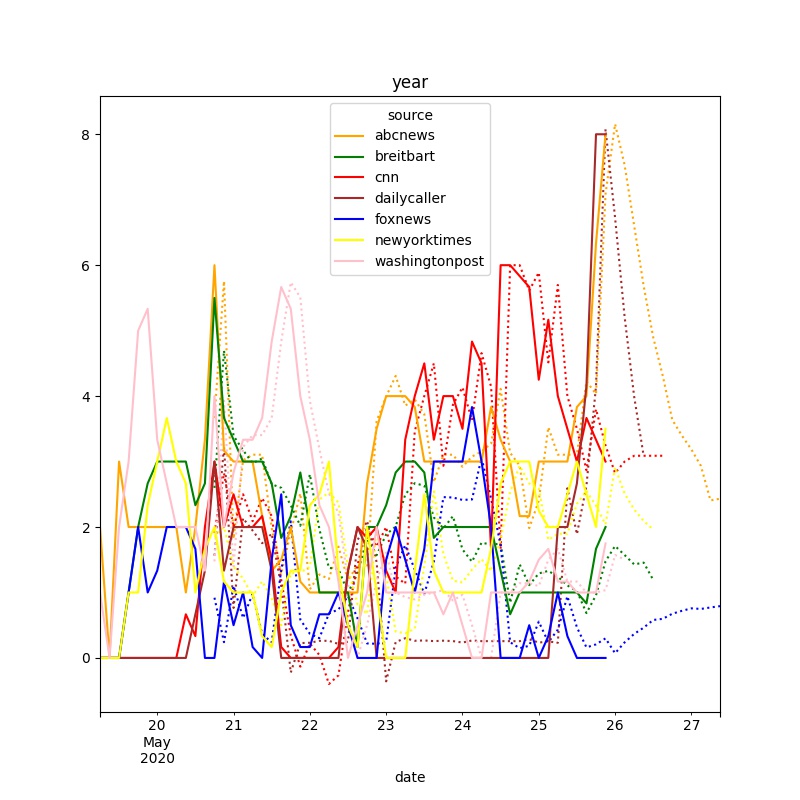 year
source
abcnews
breitbart
cnn
dailycaller
foxnews
newyorktimes
washingtonpost
8
6
4
2
0
20 21 22 23 24 25 26 27
May
2020
date